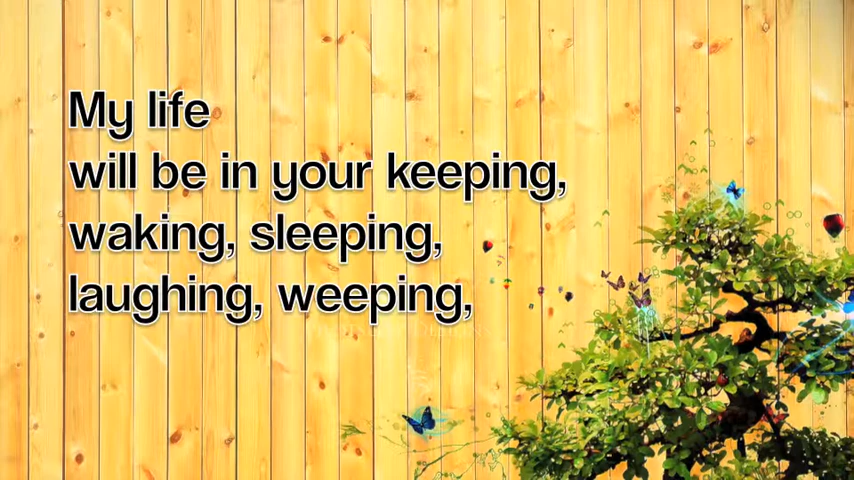 My life
will be in your keeping,
waking, sleeping,
laughing, weeping,